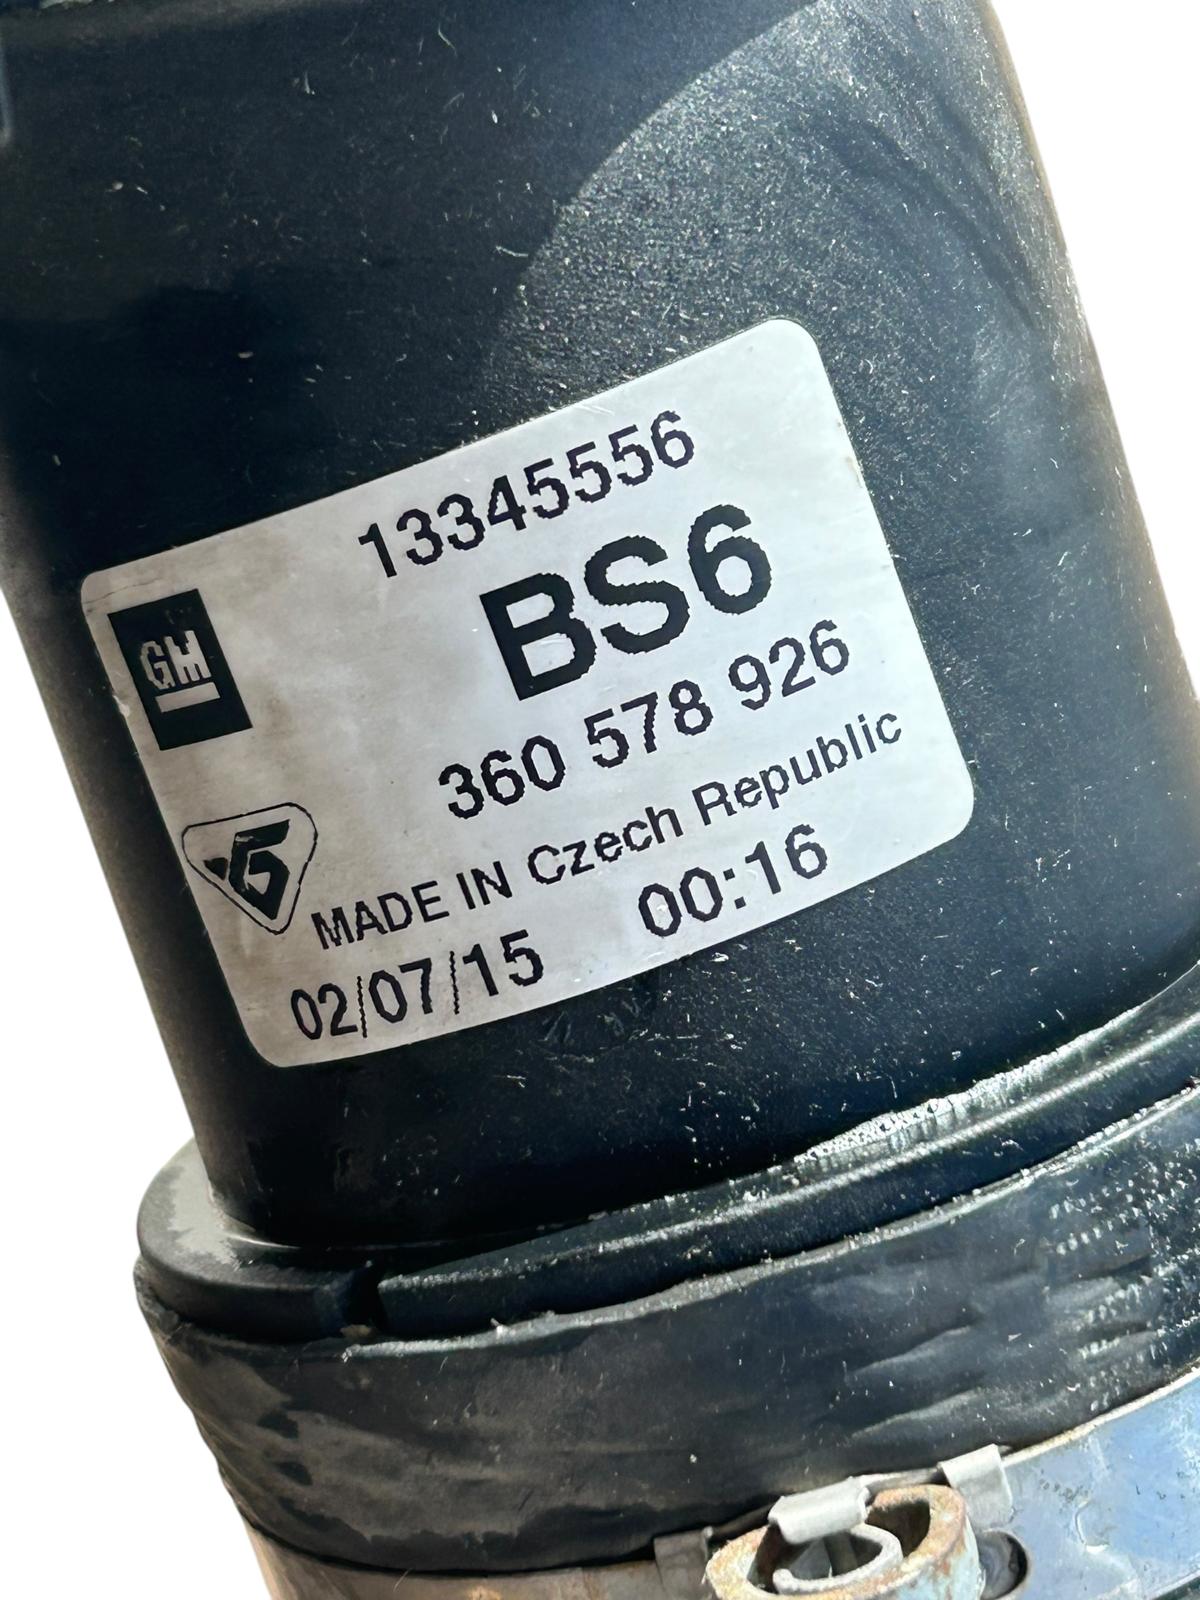 13345556
BS6
GM
360 578 926
MADE IN Czech Republic
02/07/15 00:16